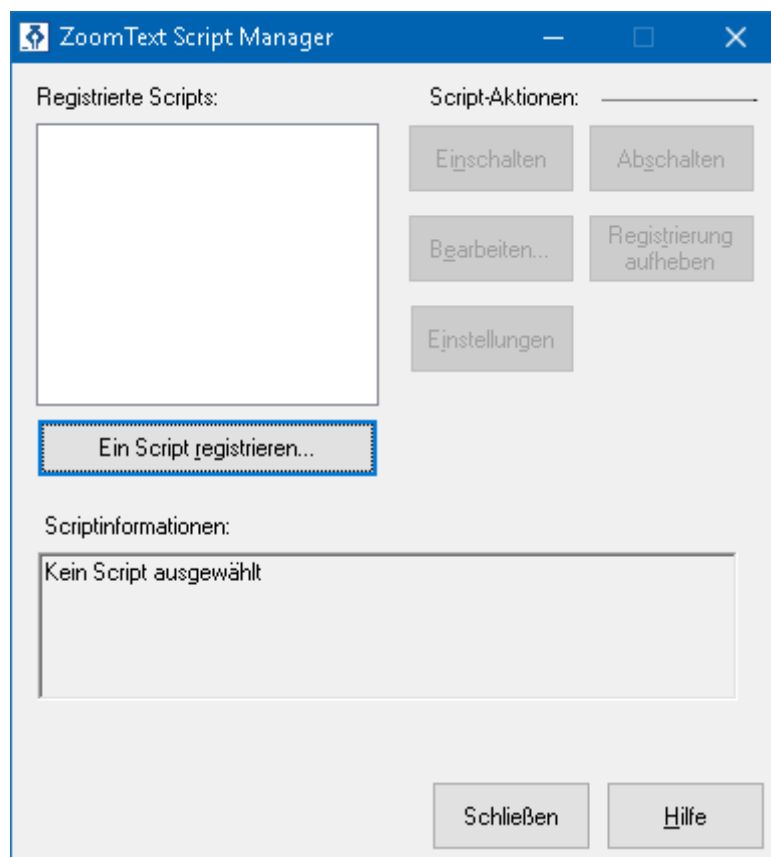 ZoomText Script Manager
Registrierte Scripts:
Script-Aktionen:
Einschalten
Abschalten
Bearbeiten...
Registrierung
aufheben
Einstellungen
Ein Script registrieren...
Scriptinformationen:
Kein Script ausgewählt
Schließen
Hilfe